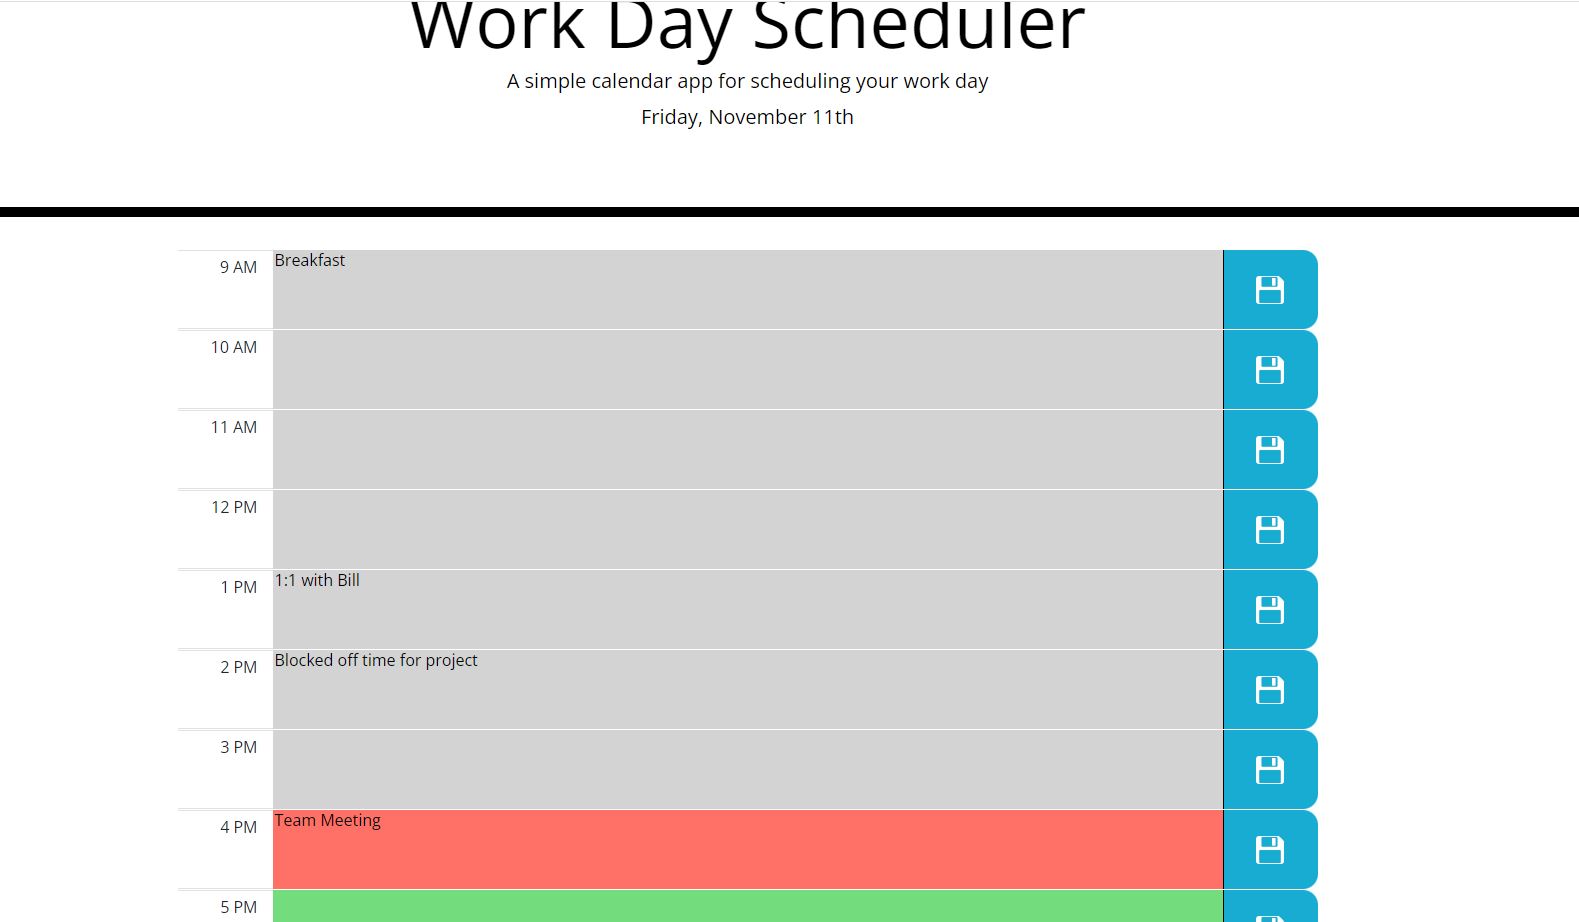 Work Day Scheduler
A simple calendar app for scheduling your work day
Friday, November 11th
9 AM Breakfast
10 AM
11 AM
12 PM
1 PM 1:1 with Bill
2 PM Blocked off time for project
3 PM
4 PM Team Meeting
5 PM